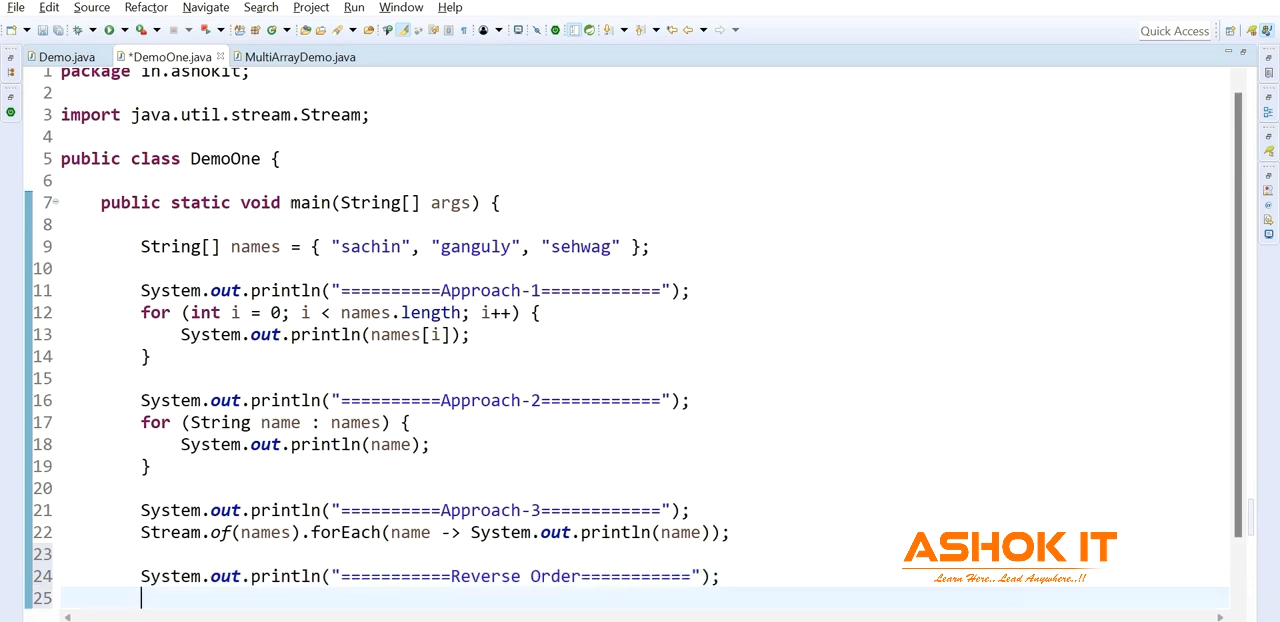 File Edit Source Refactor Navigate Search Project Run Window Help
Quick Access
Demo.java *DemoOne.java MultiArrayDemo.java
1 package in.ashokit;
2
3 import java.util.stream.Stream;
4
5 public class DemoOne {
6
7 public static void main(String[] args) {
8
9 String[] names = { "sachin", "ganguly", "sehwag" };
10
11 System.out.println("==========Approach-1============");
12 for (int i = 0; i < names.length; i++) {
13 System.out.println(names[i]);
14 }
15
16 System.out.println("==========Approach-2============");
17 for (String name : names) {
18 System.out.println(name);
19 }
20
21 System.out.println("==========Approach-3============");
22 Stream.of(names).forEach(name -> System.out.println(name));
23
24 System.out.println("===========Reverse Order===========");
25
ASHOK IT
Learn Here.. Lead Anywhere..!!